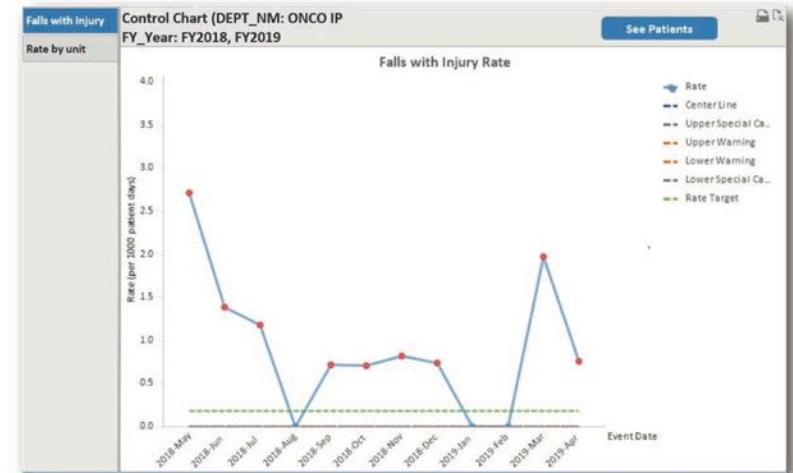 Falls with Injury
Rate by unit
Control Chart (DEPT_NM: ONCO IP
FY_Year: FY2018, FY2019
See Patients
Falls with Injury Rate
Rate (per 1000 patient days)
4.0
3.5
3.0
2.5
2.0
1.5
1.0
0.5
0.0
2018-May
2018-Jun
2018-Jul
2018-Aug
2018-Sep
2018-Oct
2018-Nov
2018-Dec
2019-Jan
2019-Feb
2019-Mar
2019-Apr
Event Date
Rate
Center Line
Upper Special Ca...
Upper Warning
Lower Warning
Lower Special Ca...
Rate Target